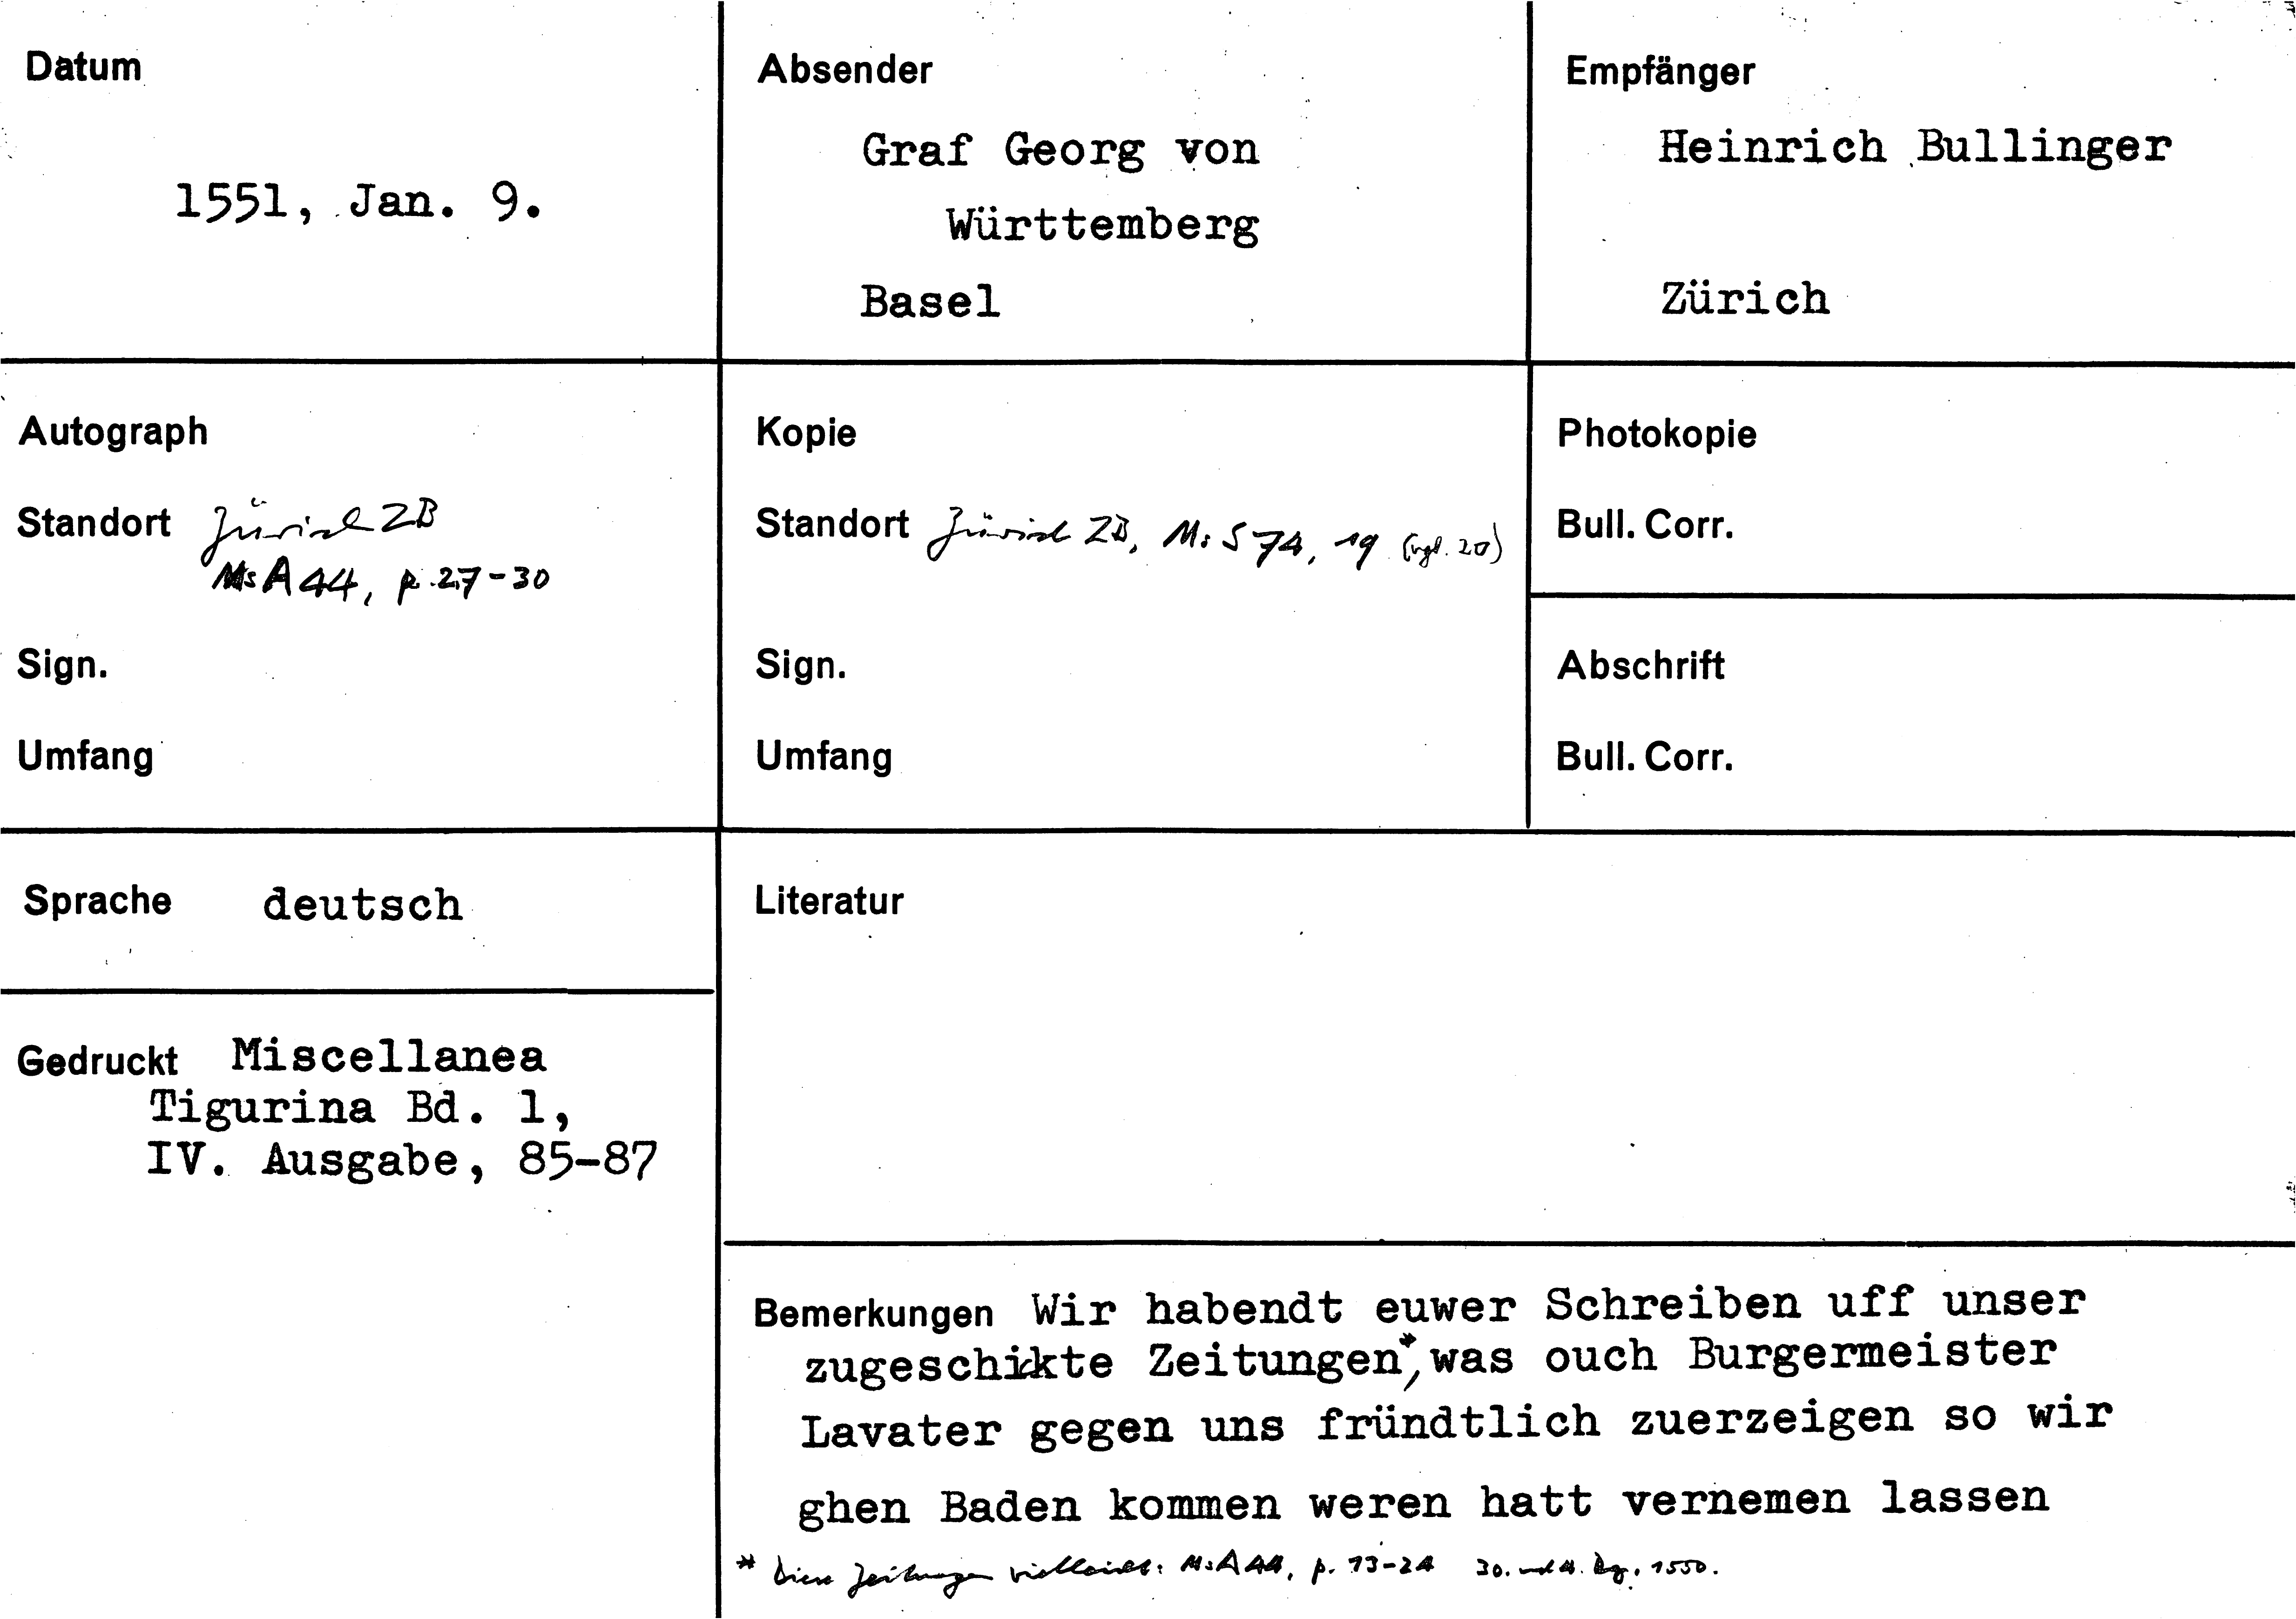 Datum
1551, Jan. 9.
Absender
Graf Georg von
Württemberg
Basel
Empfänger
Heinrich Bullinger
Zürich
Autograph
Standort Zürich ZB
Ms A 44, p. 27-30
Sign.
Umfang
Kopie
Standort Zürich ZB, Ms S 74, 19 (vgl. 20)
Sign.
Umfang
Photokopie
Bull. Corr.
Abschrift
Bull. Corr.
Sprache deutsch
Gedruckt Miscellanea
Tigurina Bd. 1,
IV. Ausgabe, 85-87
Literatur
Bemerkungen Wir habendt euwer Schreiben uff unser
zugeschikte Zeitungen*, was ouch Burgermeister
Lavater gegen uns fründtlich zuerzeigen so wir
ghen Baden kommen weren hatt vernemen lassen
* Diese Zeitungen vielleicht: Ms A 44, p. 13-24 30. und Dez. 1550.